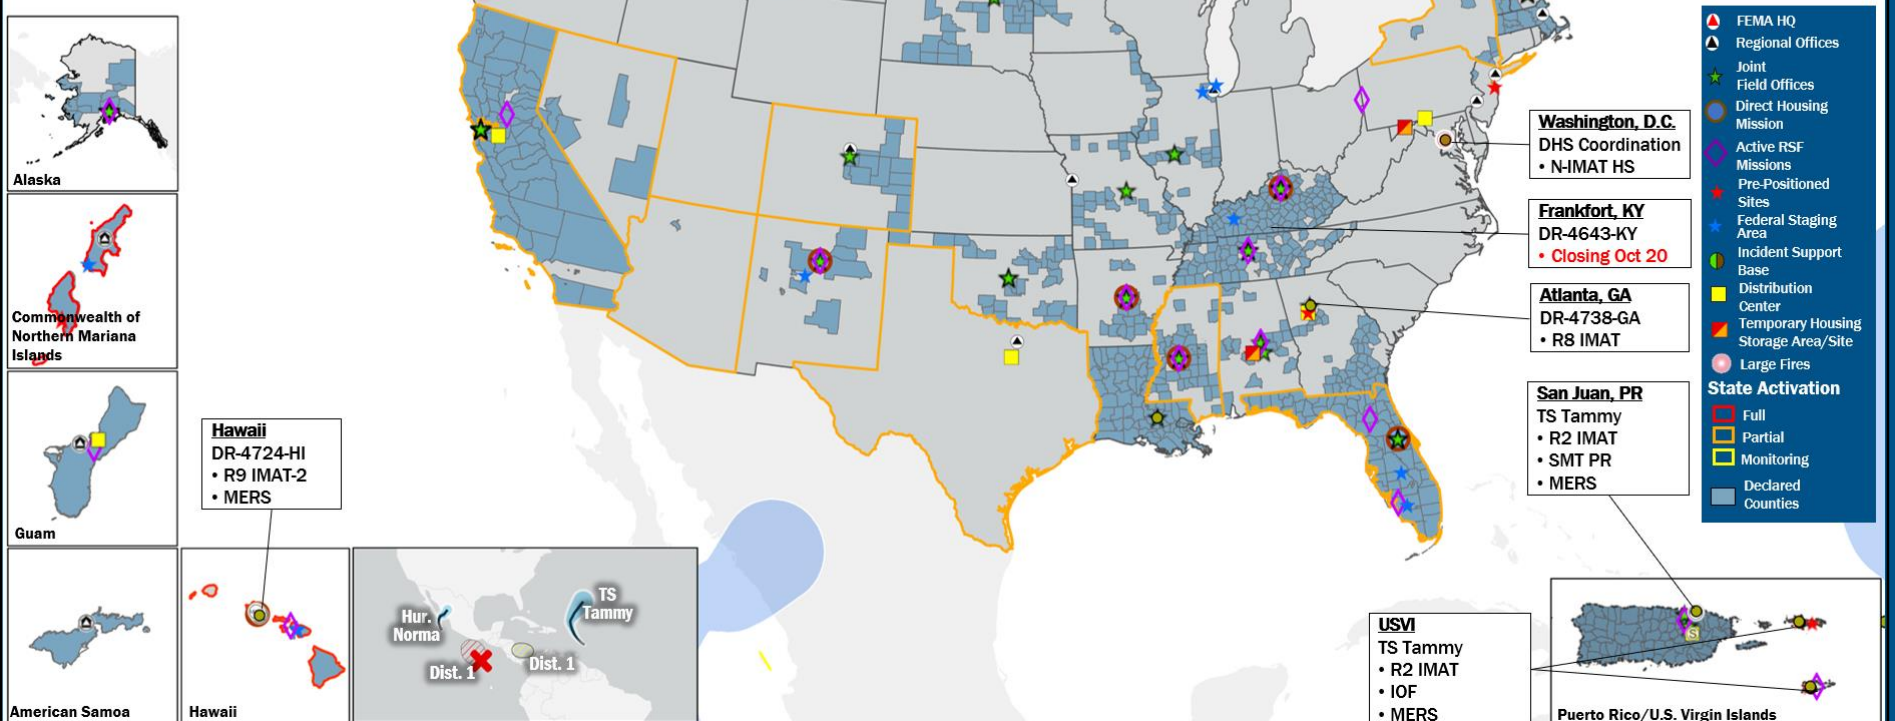 Alaska
Commonwealth of
Northern Mariana
Islands
Guam
American Samoa
Hawaii
DR-4724-HI
• R9 IMAT-2
• MERS
Hawaii
Hur.
Norma
TS
Tammy
Dist. 1
Dist. 1
Washington, D.C.
DHS Coordination
• N-IMAT HS
Frankfort, KY
DR-4643-KY
• Closing Oct 20
Atlanta, GA
DR-4738-GA
• R8 IMAT
San Juan, PR
TS Tammy
• R2 IMAT
• SMT PR
• MERS
USVI
TS Tammy
• R2 IMAT
• IOF
• MERS
S
Puerto Rico/U.S. Virgin Islands
FEMA HQ
Regional Offices
Joint
Field Offices
Direct Housing
Mission
Active RSF
Missions
Pre-Positioned
Sites
Federal Staging
Area
Incident Support
Base
Distribution
Center
Temporary Housing
Storage Area/Site
Large Fires
State Activation
Full
Partial
Monitoring
Declared
Counties